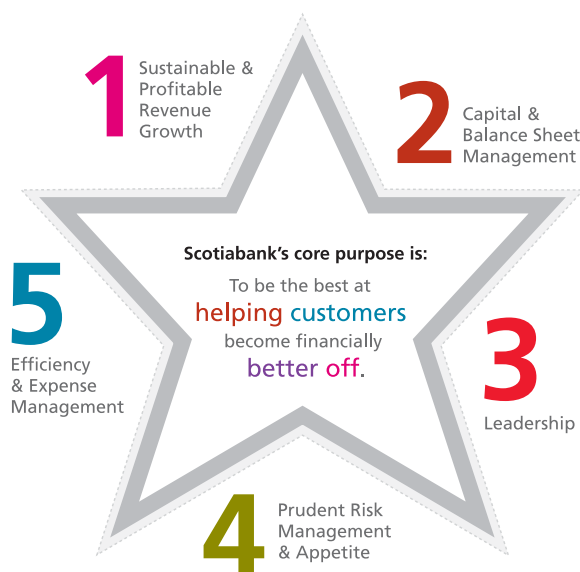 1
Sustainable &
Profitable
Revenue
Growth
2
Capital &
Balance Sheet
Management
Scotiabank's core purpose is:
To be the best at
helping customers
become financially
better off.
3
Leadership
4
Prudent Risk
Management
& Appetite
5
Efficiency
& Expense
Management